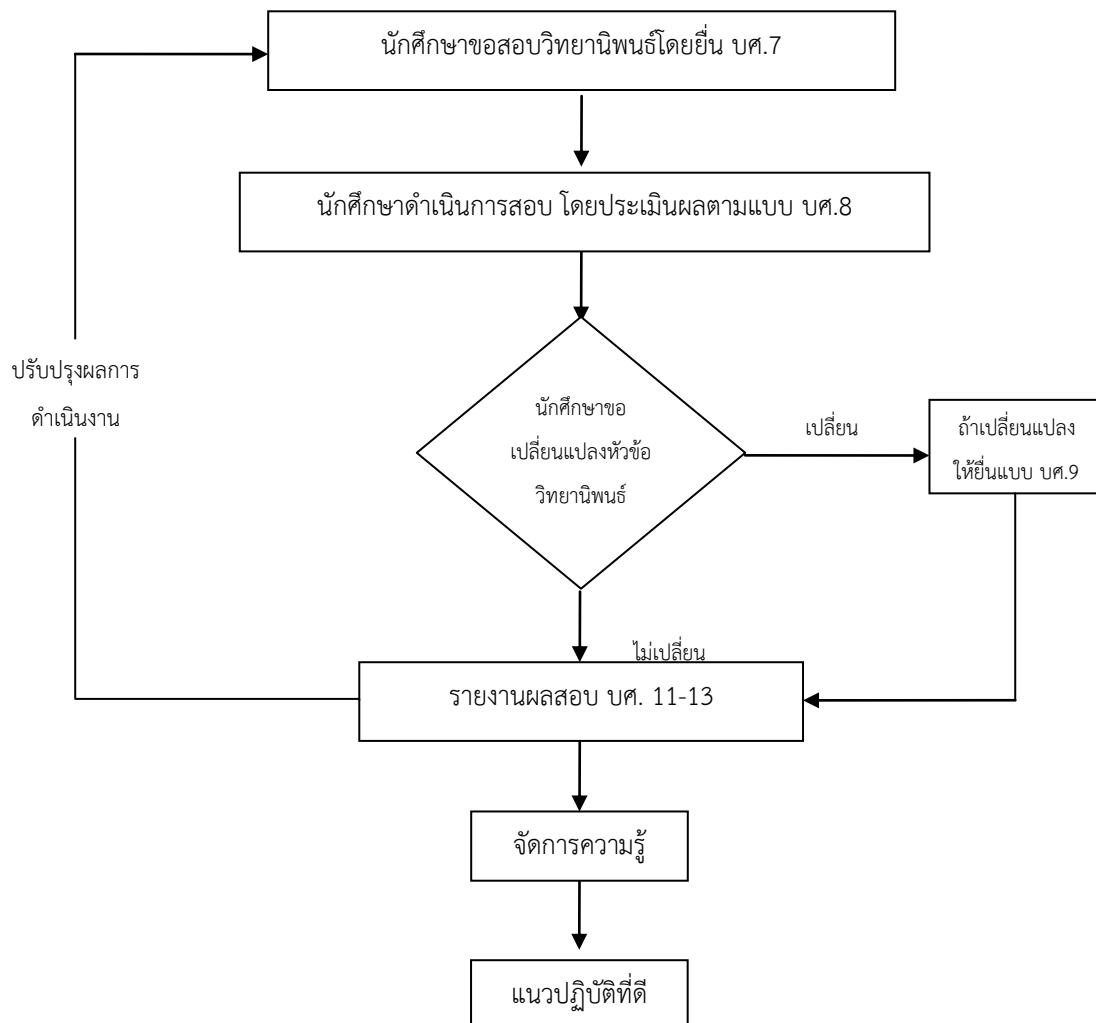 นักศึกษาขอสอบวิทยานิพนธ์โดยยื่น บศ.7
นักศึกษาดำเนินการสอบ โดยประเมินผลตามแบบ บศ.8
ปรับปรุงผลการ
ดำเนินงาน
นักศึกษาขอ
เปลี่ยนแปลงหัวข้อ
วิทยานิพนธ์
เปลี่ยน
ถ้าเปลี่ยนแปลง
ให้ยื่นแบบ บศ.9
ไม่เปลี่ยน
รายงานผลสอบ บศ. 11-13
จัดการความรู้
แนวปฏิบัติที่ดี